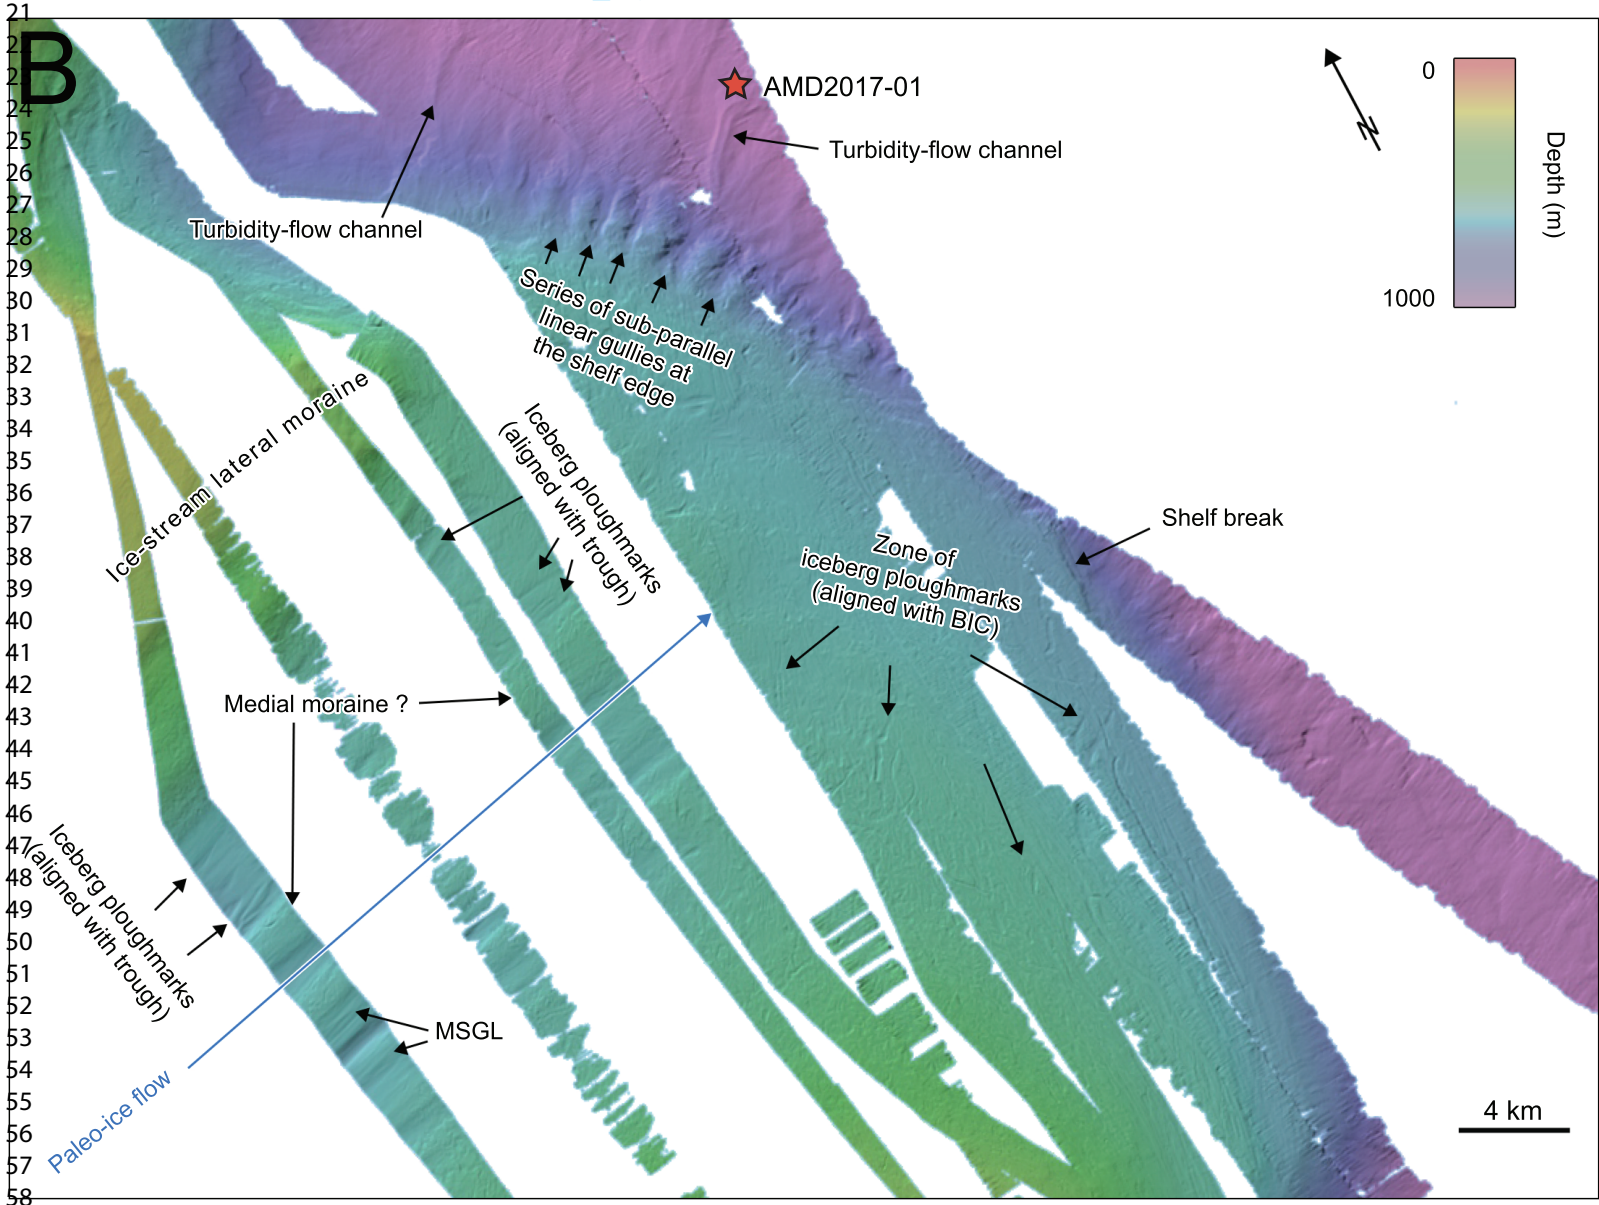 21
22
23
24
25
26
27
28
29
30
31
32
33
34
35
36
37
38
39
40
41
42
43
44
45
46
47
48
49
50
51
52
53
54
55
56
57
58
B
AMD2017-01
Turbidity-flow channel
Turbidity-flow channel
0
1000
Depth (m)
N
Series of sub-parallel
linear gullies at
the shelf edge
Ice-stream lateral moraine
Iceberg ploughmarks
(aligned with trough)
Shelf break
Zone of
iceberg ploughmarks
(aligned with BIC)
Medial moraine ?
Iceberg ploughmarks
(aligned with trough)
MSGL
Paleo-ice flow
4 km